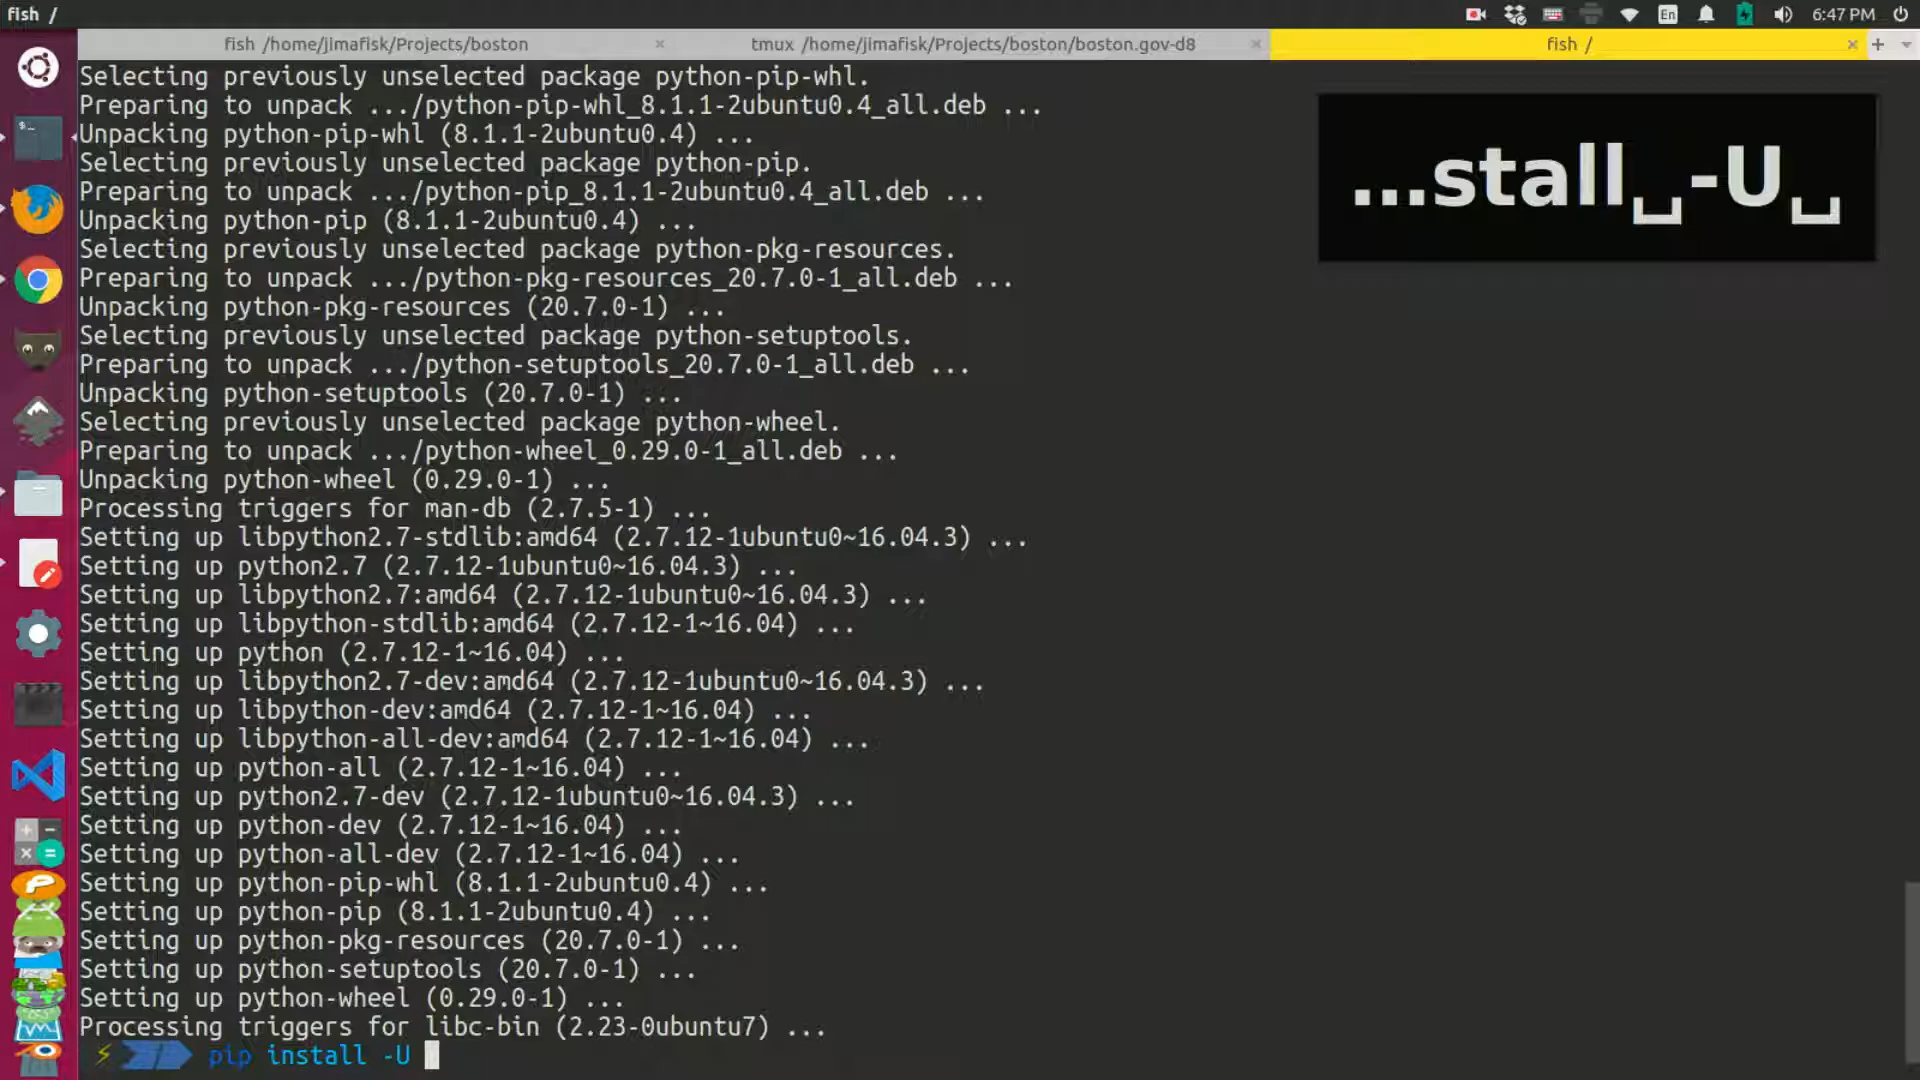 fish /
En
6:47 PM
fish /home/jimafisk/Projects/boston
tmux /home/jimafisk/Projects/boston/boston.gov-d8
fish /
Selecting previously unselected package python-pip-whl.
Preparing to unpack .../python-pip-whl_8.1.1-2ubuntu0.4_all.deb ...
Unpacking python-pip-whl (8.1.1-2ubuntu0.4) ...
Selecting previously unselected package python-pip.
Preparing to unpack .../python-pip_8.1.1-2ubuntu0.4_all.deb ...
Unpacking python-pip (8.1.1-2ubuntu0.4) ...
Selecting previously unselected package python-pkg-resources.
Preparing to unpack .../python-pkg-resources_20.7.0-1_all.deb ...
Unpacking python-pkg-resources (20.7.0-1) ...
Selecting previously unselected package python-setuptools.
Preparing to unpack .../python-setuptools_20.7.0-1_all.deb ...
Unpacking python-setuptools (20.7.0-1) ...
Selecting previously unselected package python-wheel.
Preparing to unpack .../python-wheel_0.29.0-1_all.deb ...
Unpacking python-wheel (0.29.0-1) ...
Processing triggers for man-db (2.7.5-1) ...
Setting up libpython2.7-stdlib:amd64 (2.7.12-1ubuntu0~16.04.3) ...
Setting up python2.7 (2.7.12-1ubuntu0~16.04.3) ...
Setting up libpython2.7:amd64 (2.7.12-1ubuntu0~16.04.3) ...
Setting up libpython-stdlib:amd64 (2.7.12-1~16.04) ...
Setting up python (2.7.12-1~16.04) ...
Setting up libpython2.7-dev:amd64 (2.7.12-1ubuntu0~16.04.3) ...
Setting up libpython-dev:amd64 (2.7.12-1~16.04) ...
Setting up libpython-all-dev:amd64 (2.7.12-1~16.04) ...
Setting up python-all (2.7.12-1~16.04) ...
Setting up python2.7-dev (2.7.12-1ubuntu0~16.04.3) ...
Setting up python-dev (2.7.12-1~16.04) ...
Setting up python-all-dev (2.7.12-1~16.04) ...
Setting up python-pip-whl (8.1.1-2ubuntu0.4) ...
Setting up python-pip (8.1.1-2ubuntu0.4) ...
Setting up python-pkg-resources (20.7.0-1) ...
Setting up python-setuptools (20.7.0-1) ...
Setting up python-wheel (0.29.0-1) ...
Processing triggers for libc-bin (2.23-0ubuntu7) ...
⚡ / pip install -U
...stall␣-U␣